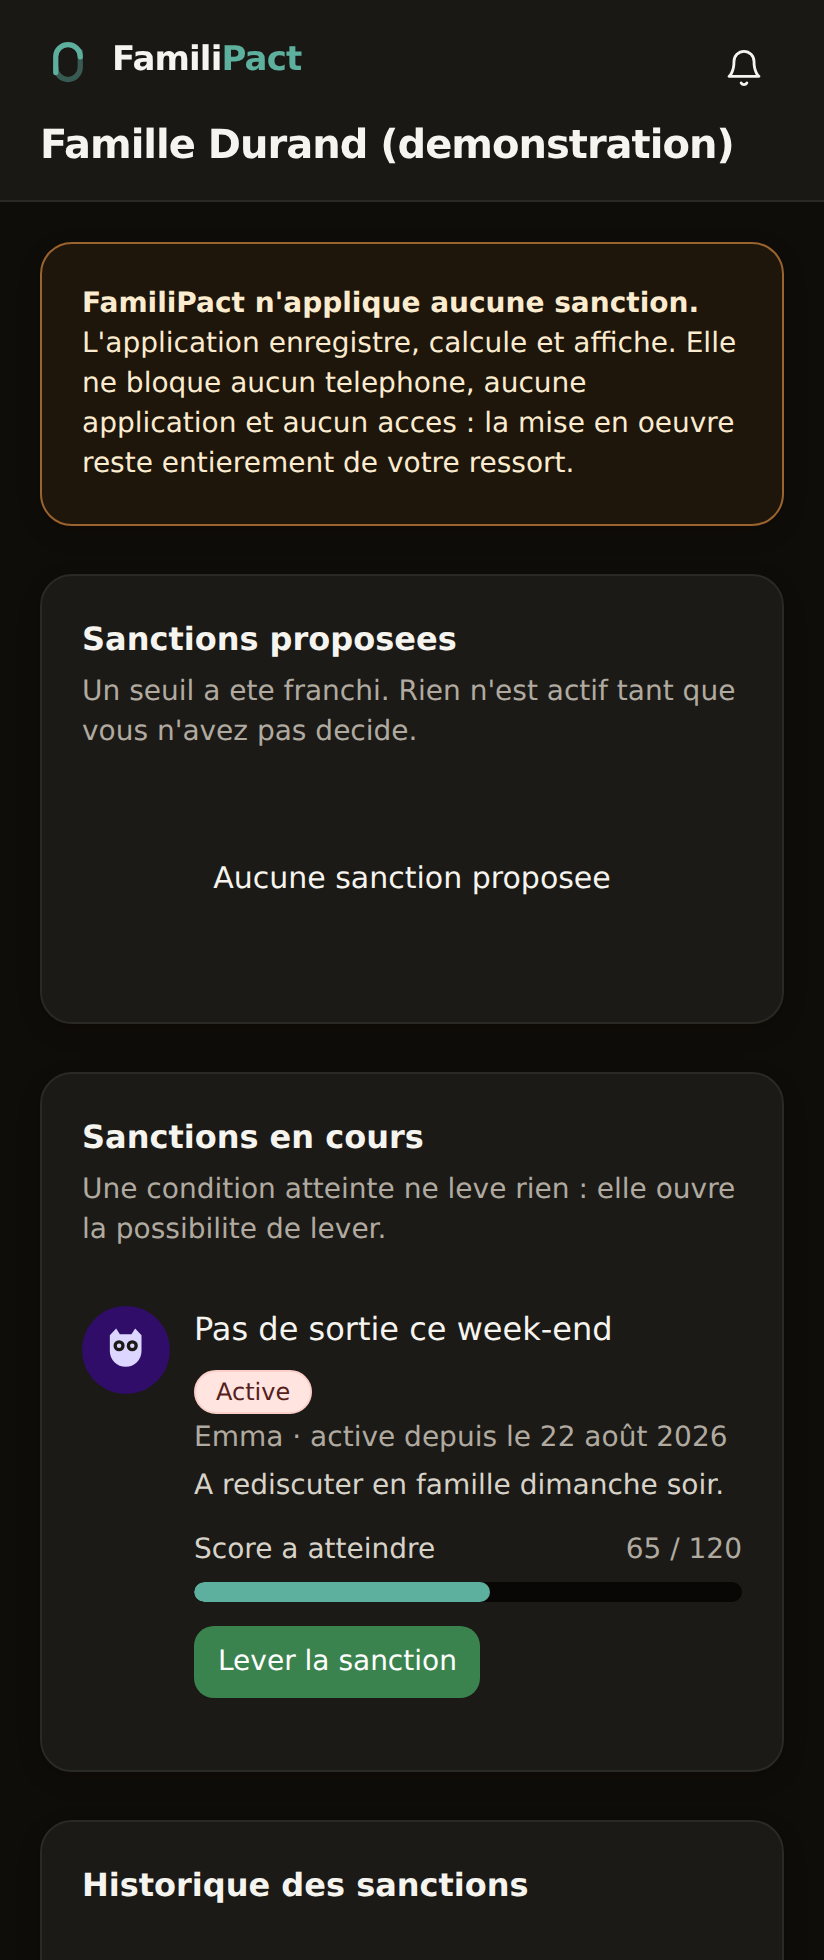 FamiliPact
Famille Durand (demonstration)
FamiliPact n'applique aucune sanction.
L'application enregistre, calcule et affiche. Elle
ne bloque aucun telephone, aucune
application et aucun acces : la mise en oeuvre
reste entierement de votre ressort.
Sanctions proposees
Un seuil a ete franchi. Rien n'est actif tant que
vous n'avez pas decide.
Aucune sanction proposee
Sanctions en cours
Une condition atteinte ne leve rien : elle ouvre
la possibilite de lever.
Pas de sortie ce week-end
Active
Emma · active depuis le 22 août 2026
A rediscuter en famille dimanche soir.
Score a atteindre 65 / 120
Lever la sanction
Historique des sanctions